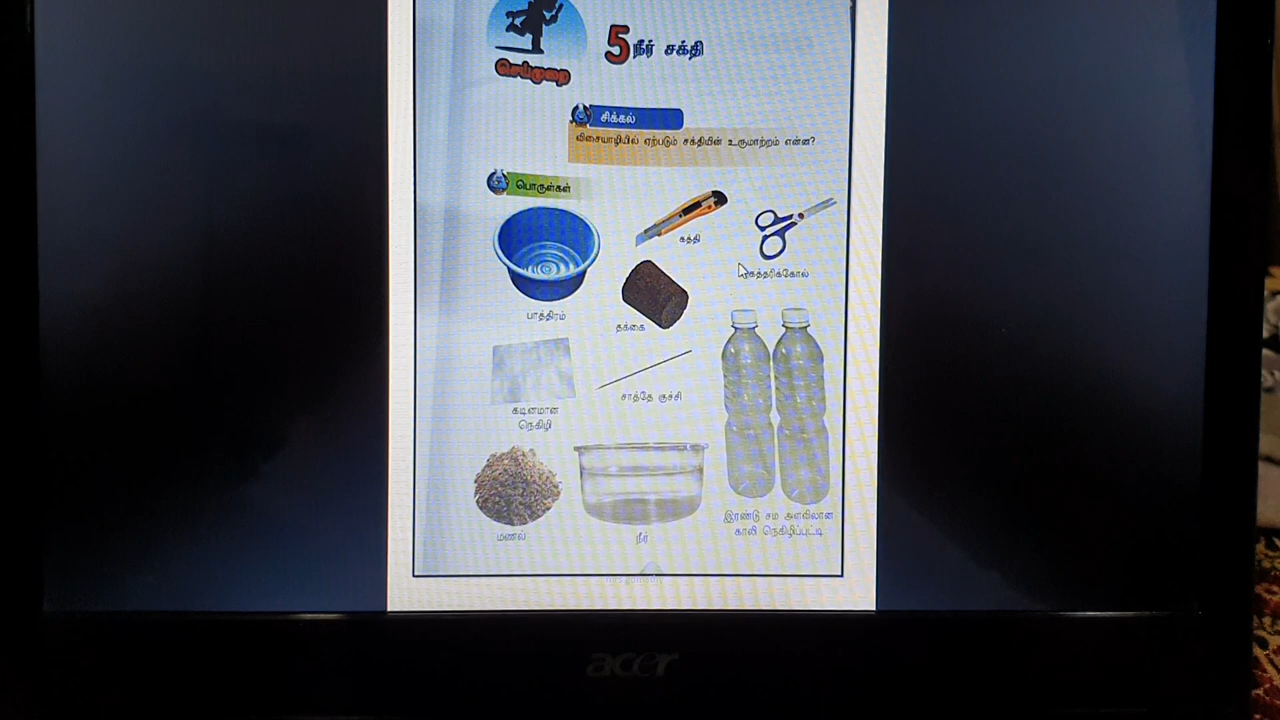 செய்முறை
5 நீர் சக்தி
சிக்கல்
விசையாழியில் ஏற்படும் சக்தியின் உருமாற்றம் என்ன?
பொருள்கள்
பாத்திரம்
கத்தி
கத்தரிக்கோல்
தக்கை
கடினமான
நெகிழி
சாத்தே குச்சி
மணல்
நீர்
இரண்டு சம அளவிலான
காலி நெகிழிப்புட்டி
acer